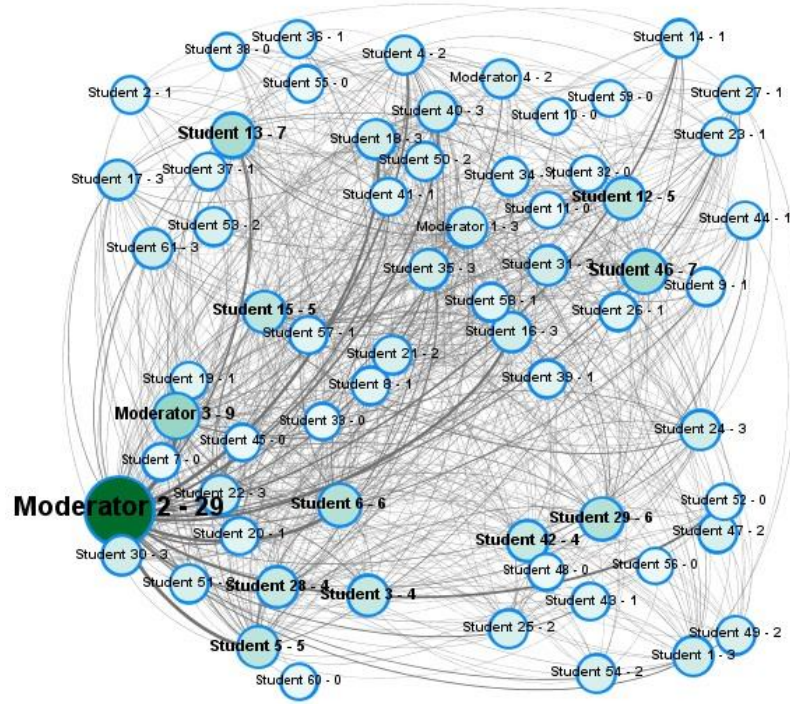 Student 36 - 1
Student 14 - 1
Student 38 - 0
Student 4 - 2
Moderator 4 - 2
Student 55 - 0
Student 2 - 1
Student 27 - 1
Student 59 - 0
Student 40 - 3
Student 10 - 0
Student 13 - 7
Student 18 - 3
Student 23 - 1
Student 50 - 2
Student 37 - 1
Student 17 - 3
Student 34 - 1
Student 32 - 0
Student 41 - 1
Student 12 - 5
Student 11 - 0
Student 44 - 1
Student 53 - 2
Moderator 1 - 3
Student 61 - 3
Student 35 - 3
Student 31 - 3
Student 46 - 7
Student 9 - 1
Student 58 - 1
Student 15 - 5
Student 26 - 1
Student 57 - 1
Student 16 - 3
Student 21 - 2
Student 19 - 1
Student 8 - 1
Student 39 - 1
Moderator 3 - 9
Student 33 - 0
Student 24 - 3
Student 45 - 0
Student 7 - 0
Student 22 - 3
Student 52 - 0
Moderator 2 - 29
Student 6 - 6
Student 29 - 6
Student 20 - 1
Student 47 - 2
Student 42 - 4
Student 30 - 3
Student 56 - 0
Student 48 - 0
Student 51 -
Student 28 - 4
Student 3 - 4
Student 43 - 1
Student 25 - 2
Student 49 - 2
Student 5 - 5
Student 1 - 3
Student 54 - 2
Student 60 - 0